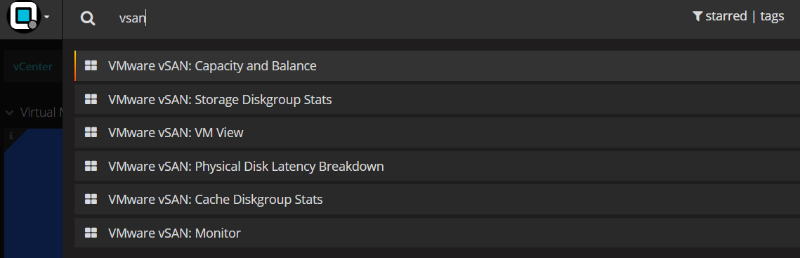 vsan
starred | tags
VMware vSAN: Capacity and Balance
vCenter
VMware vSAN: Storage Diskgroup Stats
Virtual M
VMware vSAN: VM View
VMware vSAN: Physical Disk Latency Breakdown
VMware vSAN: Cache Diskgroup Stats
VMware vSAN: Monitor